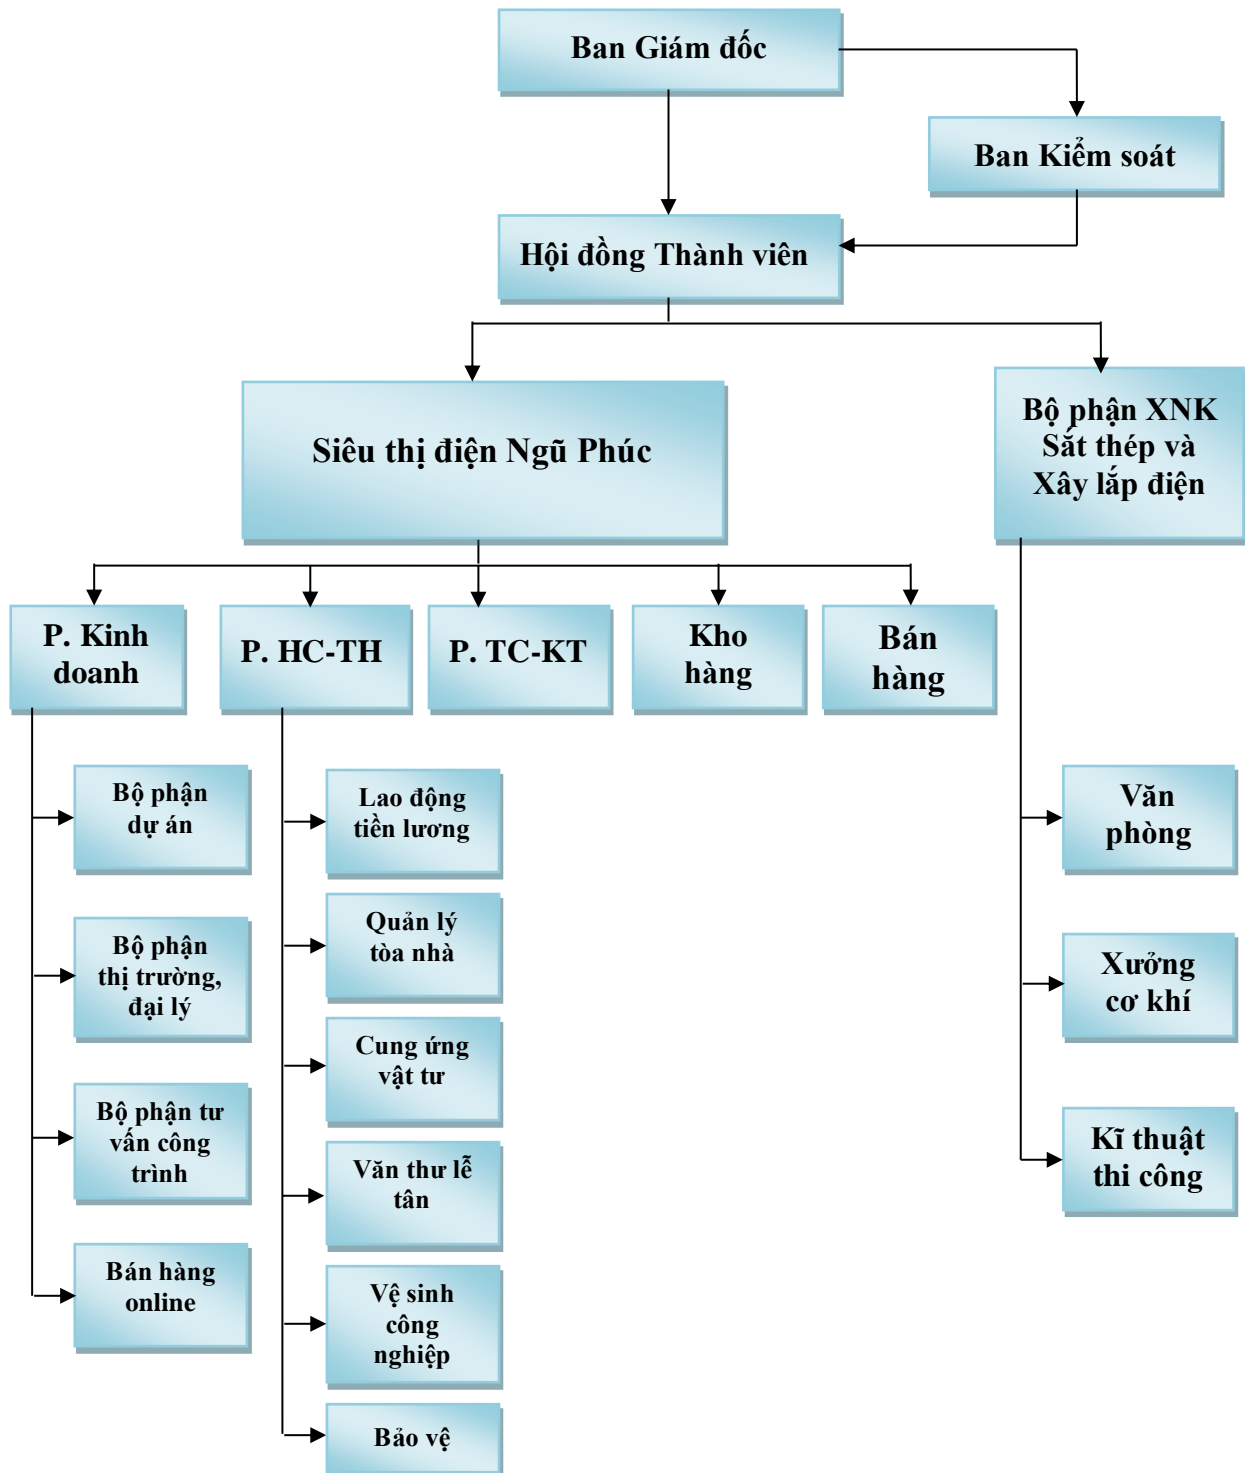 Ban Giám đốc
Ban Kiểm soát
Hội đồng Thành viên
Siêu thị điện Ngũ Phúc
Bộ phận XNK
Sắt thép và
Xây lắp điện
P. Kinh
doanh
P. HC-TH
P. TC-KT
Kho
hàng
Bán
hàng
Bộ phận
dự án
Bộ phận
thị trường,
đại lý
Bộ phận tư
vấn công
trình
Bán hàng
online
Lao động
tiền lương
Quản lý
tòa nhà
Cung ứng
vật tư
Văn thư lễ
tân
Vệ sinh
công
nghiệp
Bảo vệ
Văn
phòng
Xưởng
cơ khí
Kĩ thuật
thi công